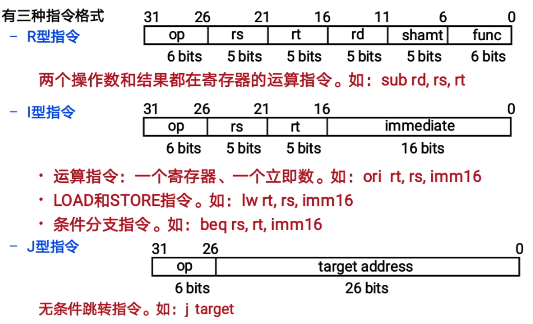 有三种指令格式
31 26 21 16 11 6 0
– R型指令
op rs rt rd shamt func
6 bits 5 bits 5 bits 5 bits 5 bits 6 bits
两个操作数和结果都在寄存器的运算指令。如：sub rd, rs, rt
– I型指令
31 26 21 16 0
op rs rt immediate
6 bits 5 bits 5 bits 16 bits
• 运算指令：一个寄存器、一个立即数。如：ori rt, rs, imm16
• LOAD和STORE指令。如：lw rt, rs, imm16
• 条件分支指令。如：beq rs, rt, imm16
– J型指令
31 26 0
op target address
6 bits 26 bits
无条件跳转指令。如：j target